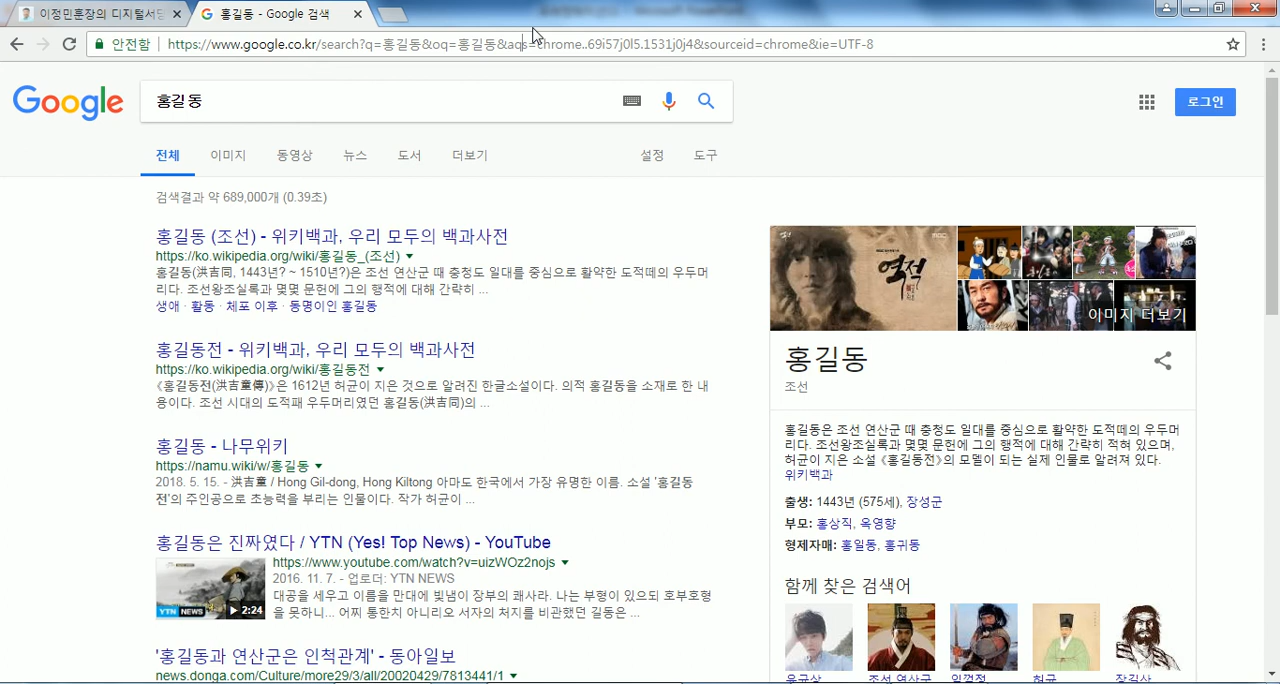 이정민훈장의 디지털서당
홍길동 - Google 검색
안전함
https://www.google.co.kr/search?q=홍길동&oq=홍길동&aqs=chrome..69i57j0l5.1531j0j4&sourceid=chrome&ie=UTF-8
Google
홍길동
로그인
전체 이미지 동영상 뉴스 도서 더보기 설정 도구
검색결과 약 689,000개 (0.39초)
홍길동 (조선) - 위키백과, 우리 모두의 백과사전
https://ko.wikipedia.org/wiki/홍길동_(조선)
홍길동(洪吉同, 1443년? ~ 1510년?)은 조선 연산군 때 충청도 일대를 중심으로 활약한 도적떼의 우두머
리다. 조선왕조실록과 몇몇 문헌에 그의 행적에 대해 간략히 ...
생애 · 활동 · 체포 이후 · 동명이인 홍길동
홍길동전 - 위키백과, 우리 모두의 백과사전
https://ko.wikipedia.org/wiki/홍길동전
《홍길동전(洪吉童傳)》은 1612년 허균이 지은 것으로 알려진 한글소설이다. 의적 홍길동을 소재로 한 내
용이다. 조선 시대의 도적패 우두머리였던 홍길동(洪吉同)의 ...
홍길동 - 나무위키
https://namu.wiki/w/홍길동
2018. 5. 15. - 洪吉童 / Hong Gil-dong, Hong Kiltong 아마도 한국에서 가장 유명한 이름. 소설 '홍길동
전'의 주인공으로 초능력을 부리는 인물이다. 작가 허균이 ...
홍길동은 진짜였다 / YTN (Yes! Top News) - YouTube
https://www.youtube.com/watch?v=uizWOz2nojs
2016. 11. 7. - 업로더: YTN NEWS
대공을 세우고 이름을 만대에 빛냄이 장부의 쾌사라. 나는 부형이 있으되 호부호형
을 못하니... 어찌 통한치 아니리오 서자의 처지를 비관했던 길동은 ...
YTN NEWS
2:24
'홍길동과 연산군은 인척관계' - 동아일보
news.donga.com/Culture/more29/3/all/20020429/7813441/1
MBC
역적
이미지 더보기
홍길동
조선
홍길동은 조선 연산군 때 충청도 일대를 중심으로 활약한 도적떼의 우두머
리다. 조선왕조실록과 몇몇 문헌에 그의 행적에 대해 간략히 적혀 있으며,
허균이 지은 소설 《홍길동전》의 모델이 되는 실제 인물로 알려져 있다.
위키백과
출생: 1443년 (575세), 장성군
부모: 홍상직, 옥영향
형제자매: 홍일동, 홍귀동
함께 찾은 검색어
윤균상 조선 연산군 임꺽정 허균 장길산